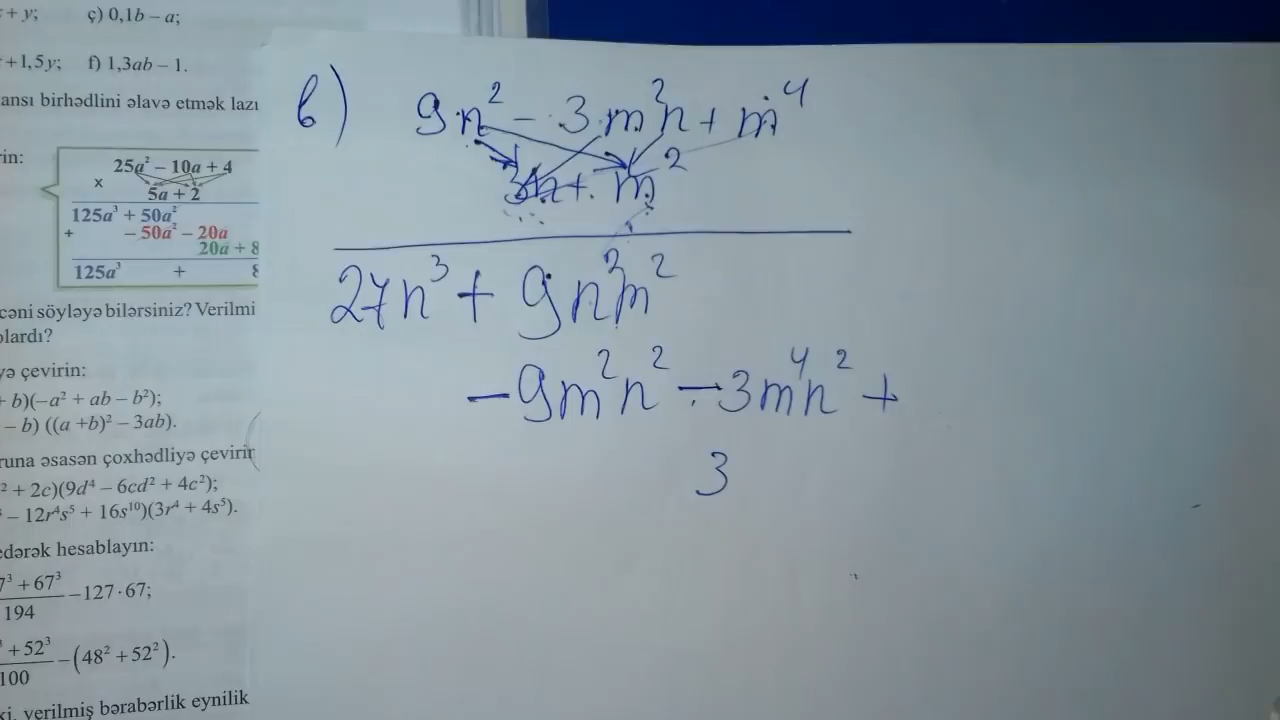 + y; ç) 0,1b – a;
+1,5y; f) 1,3ab – 1.
ansı birhədlini əlavə etmək lazı
rin:
25a² – 10a + 4
x
5a + 2
125a³ + 50a²
+ – 50a² – 20a
20a + 8
125a³ + 8
cəni söyləyə bilərsiniz? Verilmi
olardı?
yə çevirin:
+ b)(–a² + ab – b²);
– b) ((a +b)² – 3ab).
runa əsasən çoxhədliyə çevirir
² + 2c)(9d⁴ – 6cd² + 4c²);
– 12r⁴s⁵ + 16s¹⁰)(3r⁴ + 4s⁵).
edərək hesablayın:
7³ + 67³
194
–127·67;
+ 52³
100
–(48² + 52²).
ki, verilmiş bərabərlik eynilik
в) 9n² – 3m²n + m⁴
3n + m²
27n³ + 9n²m²
– 9m²n² – 3m⁴n² +
3